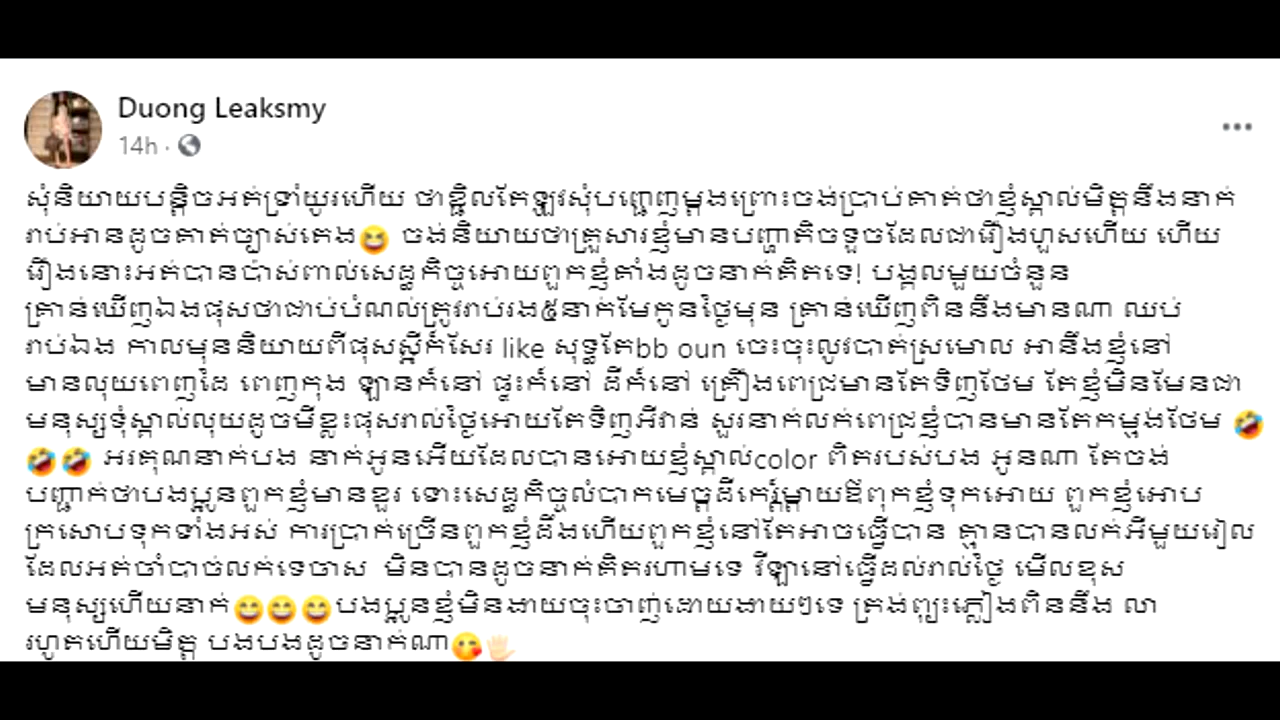 Duong Leaksmy
14h ·
សុំនិយាយបន្តិចអត់ទ្រាំយូរហើយ ថាខ្ជិលតែឡូវសុំបញ្ចេញម្តងព្រោះចង់ប្រាប់គាត់ថាខ្ញុំស្គាល់មិត្តនឹងនាក់
រាប់អានដូចគាត់ច្បាស់តេង😆 ចង់និយាយថាគ្រួសារខ្ញុំមានបញ្ហាតិចទួចដែលជារឿងហួសហើយ ហើយ
រឿងនោះអត់បានប៉ាស់ពាល់សេដ្ឋកិច្ចអោយពួកខ្ញុំគាំងដូចនាក់គិតទេ! បង្គលមួយចំនួន
គ្រាន់ឃើញឯងផុសថាជាប់បំណល់ត្រូវរាប់រង៥នាក់មែកូនថ្ងៃមុន គ្រាន់ឃើញពិននឹងមានណា ឈប់
រាប់ឯង កាលមុននិយាយពីផុសស្អីក៏សែរ like សុទ្ធតែbb oun ចេះចុះលូវបាត់ស្រមោល អានឹងខ្ញុំនៅ
មានលុយពេញដៃ ពេញកុង ឡានក៏នៅ ផ្ទះក៏នៅ ដីក៏នៅ គ្រឿងពេជ្រមានតែទិញថែម តែខ្ញុំមិនមែនជា
មនុស្សទុំស្គាល់លុយដូចមីខ្លះផុសរាល់ថ្ងៃអោយតែទិញអីវ៉ាន់ សួរនាក់លក់ពេជ្រខ្ញុំបានមានតែកម្មង់ថែម 🤣
🤣🤣 អរគុណនាក់បង នាក់អូនអើយដែលបានអោយខ្ញុំស្គាល់color ពិតរបស់បង អូនណា តែចង់
បញ្ជាក់ថាបងប្អូនពួកខ្ញុំមានខួរ ទោះសេដ្ឋកិច្ចលំបាកមេច្តដីកេរ្តិ៍ម្តាយឪពុកខ្ញុំទុកអោយ ពួកខ្ញុំអោប
ក្រសោបទុកទាំងអស់ ការប្រាក់ច្រើនពួកខ្ញុំដឹងហើយពួកខ្ញុំនៅតែអាចធ្វើបាន គ្មានបានលក់អីមួយវៀល
ដែលអត់ចាំបាច់លក់ទេចាស មិនបានដូចនាក់គិតរហាមទេ វីឡានៅធ្វើដល់រាល់ថ្ងៃ មើលខុស
មនុស្សហើយនាក់😄😄😄បងប្អូនខ្ញុំមិនងាយចុះចាញ់ដោយងាយៗទេ ត្រង់ព្យុះភ្លៀងពិននឹង លា
រហូតហើយមិត្ត បងបងដូចនាក់ណា😋🖐🏻